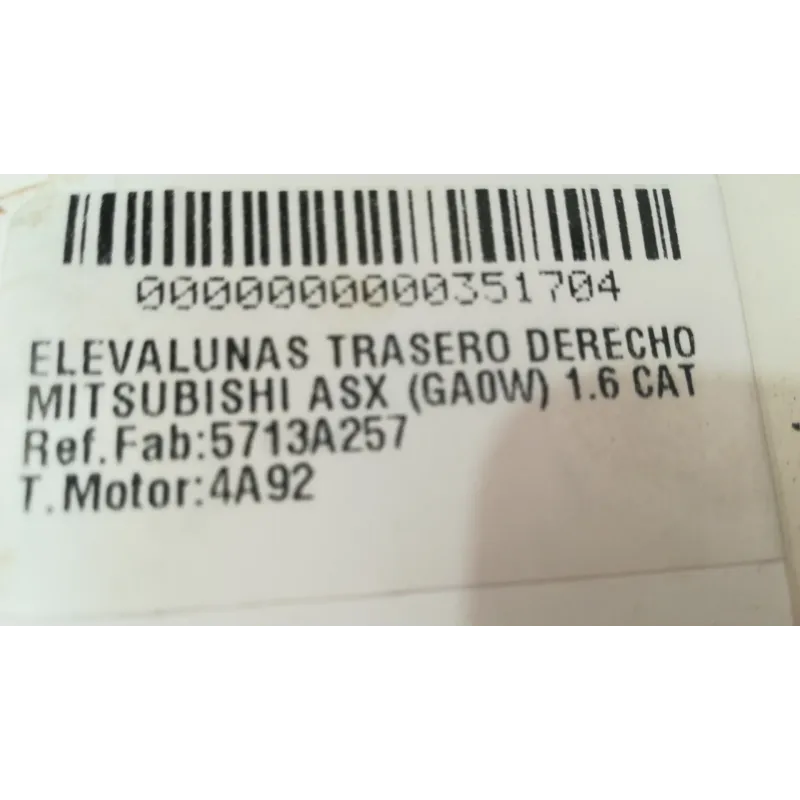 0000000000351704
ELEVALUNAS TRASERO DERECHO
MITSUBISHI ASX (GA0W) 1.6 CAT
Ref.Fab:5713A257
T.Motor:4A92